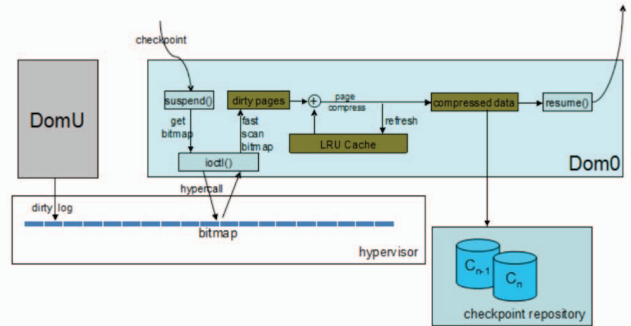 checkpoint
DomU
suspend()
dirty pages
page
compress
compressed data
resume()
get
bitmap
fast
scan
bitmap
refresh
LRU Cache
ioctl()
Dom0
hypercall
dirty log
bitmap
hypervisor
Cn-1
Cn
checkpoint repository